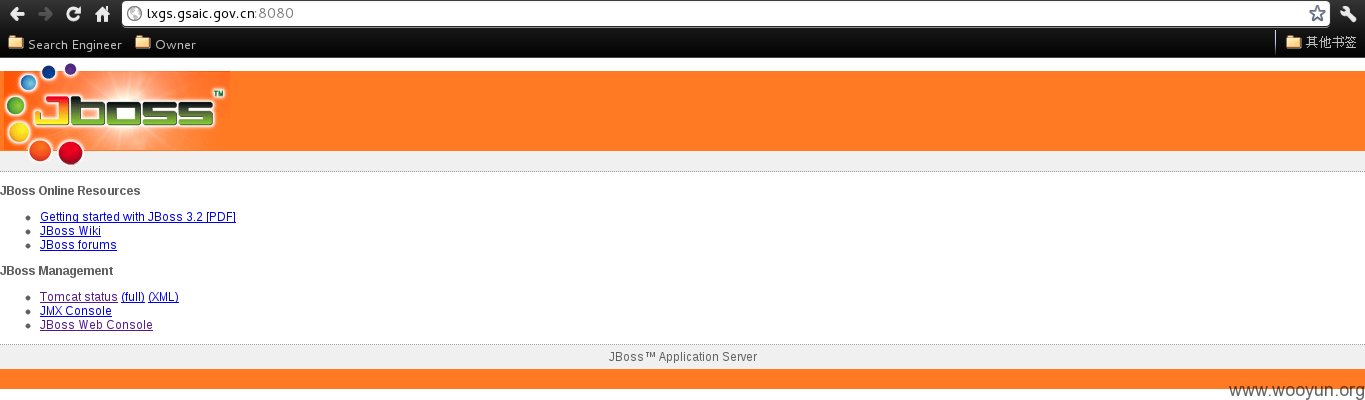 lxgs.gsaic.gov.cn:8080
Search Engineer Owner 其他书签
Jboss™
JBoss Online Resources
Getting started with JBoss 3.2 [PDF]
JBoss Wiki
JBoss forums
JBoss Management
Tomcat status (full) (XML)
JMX Console
JBoss Web Console
JBoss™ Application Server
www.wooyun.org